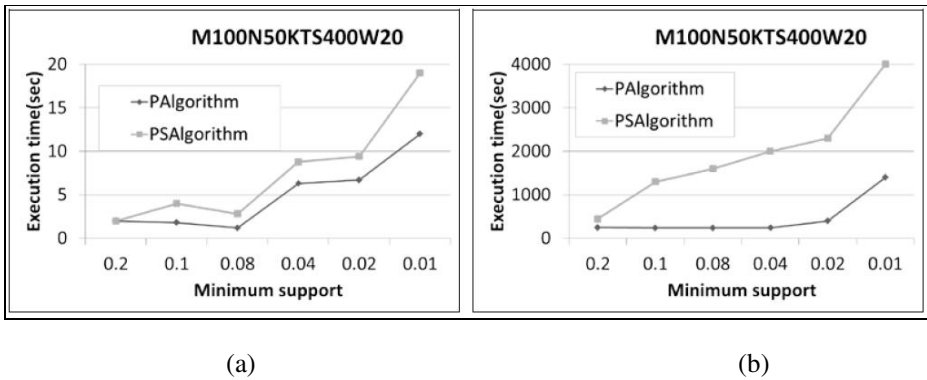 M100N50KTS400W20
20
15
10
5
0
Execution time(sec)
PAlgorithm
PSAlgorithm
0.2 0.1 0.08 0.04 0.02 0.01
Minimum support
M100N50KTS400W20
4000
3000
2000
1000
0
Execution time(sec)
PAlgorithm
PSAlgorithm
0.2 0.1 0.08 0.04 0.02 0.01
Minimum support
(a)
(b)